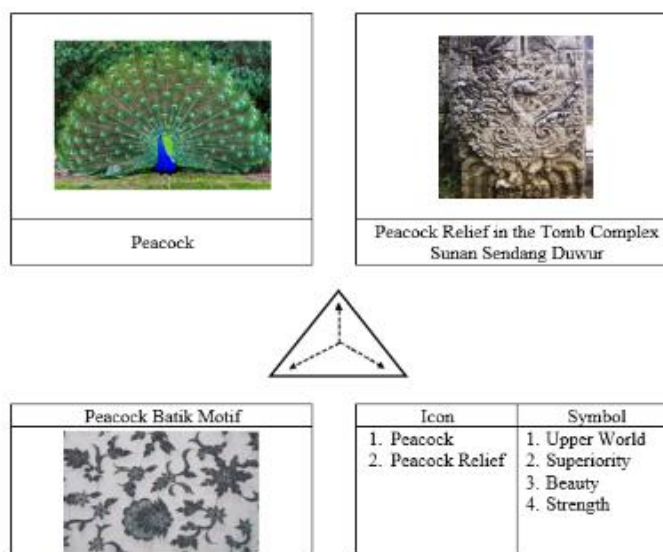 Peacock
Peacock Relief in the Tomb Complex
Sunan Sendang Duwur
Peacock Batik Motif
Icon
1. Peacock
2. Peacock Relief
Symbol
1. Upper World
2. Superiority
3. Beauty
4. Strength